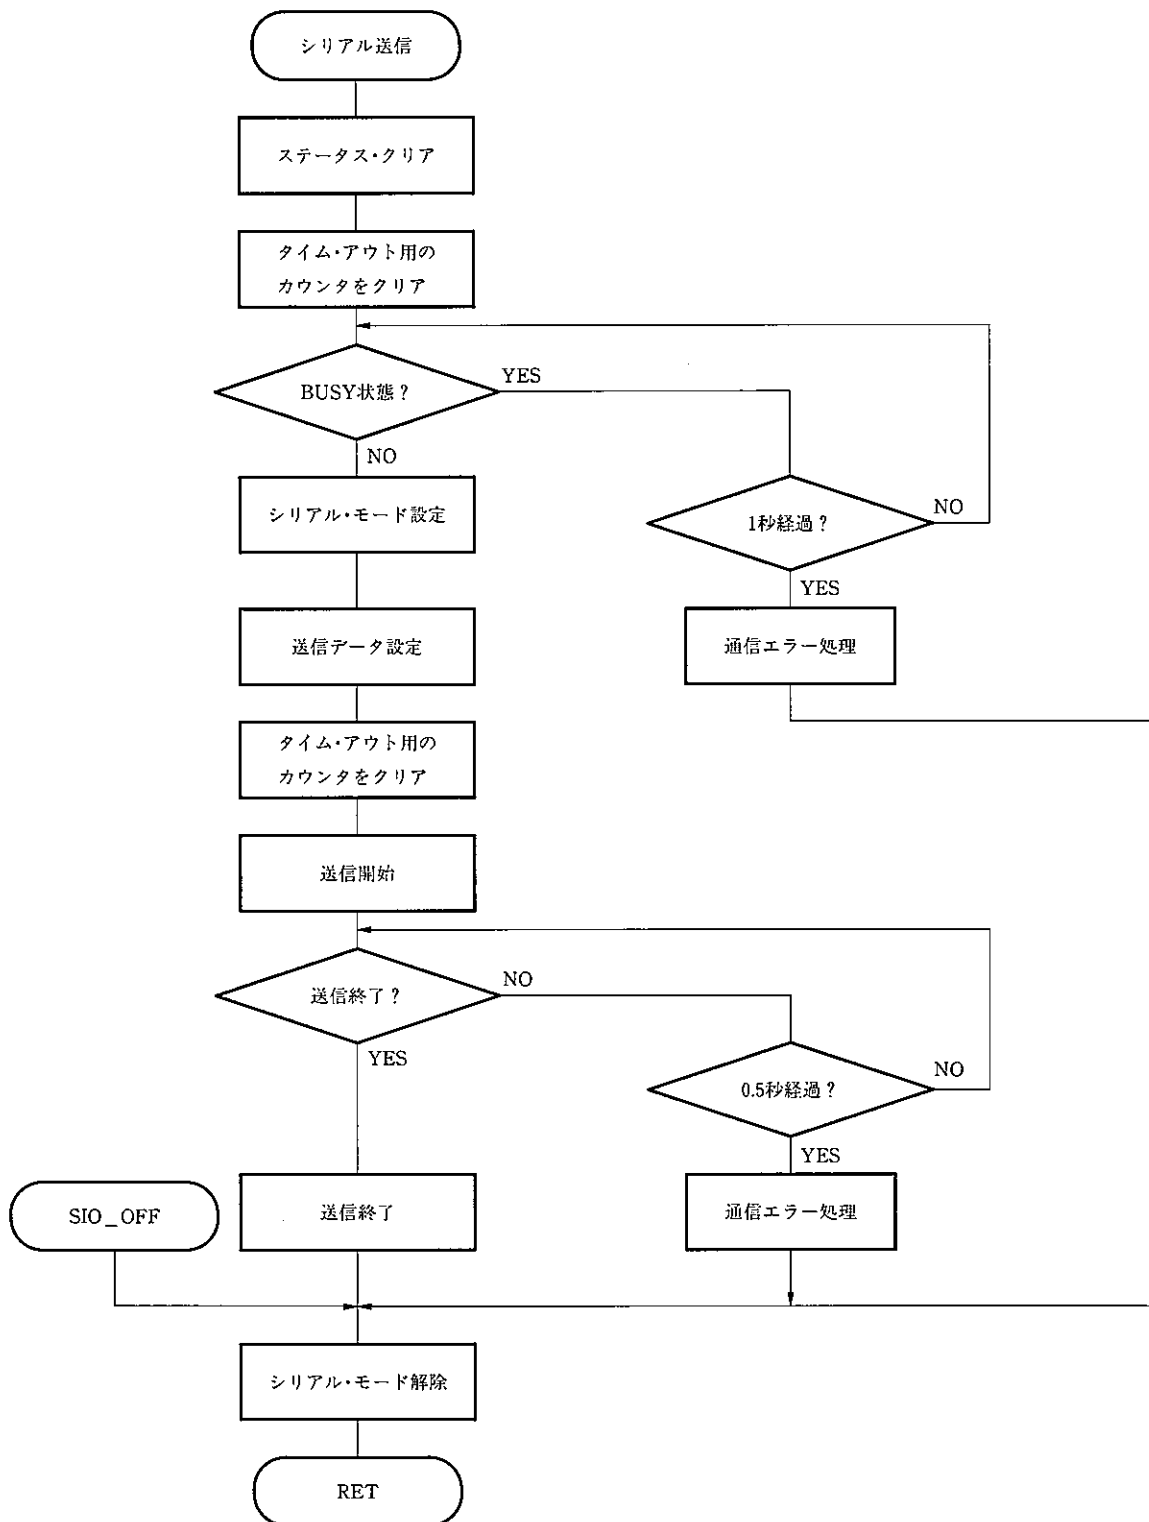 シリアル送信
ステータス・クリア
タイム・アウト用の
カウンタをクリア
BUSY状態？
YES
NO
シリアル・モード設定
1秒経過？
NO
YES
送信データ設定
通信エラー処理
タイム・アウト用の
カウンタをクリア
送信開始
送信終了？
NO
YES
0.5秒経過？
NO
YES
SIO_OFF
送信終了
通信エラー処理
シリアル・モード解除
RET